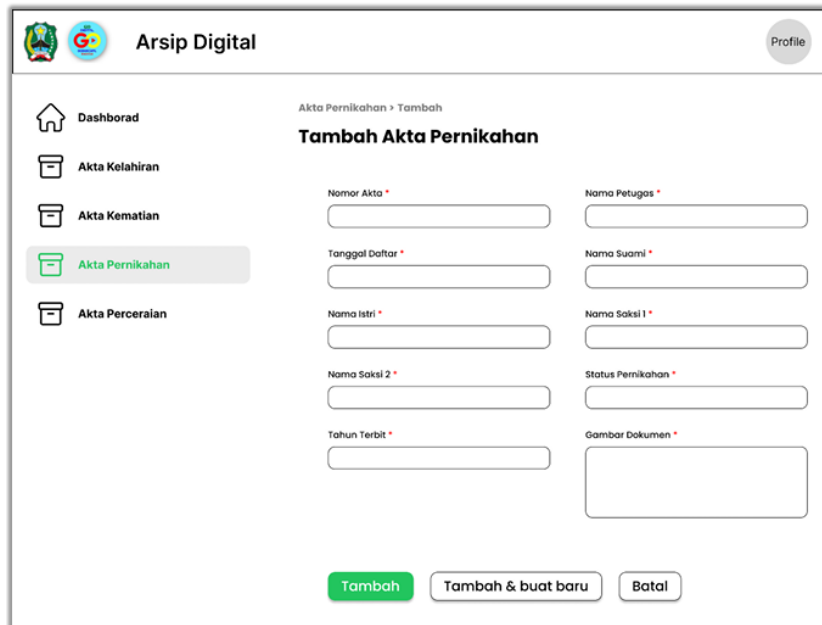 GO
Arsip Digital
Profile
Dashborad
Akta Kelahiran
Akta Kematian
Akta Pernikahan
Akta Perceraian
Akta Pernikahan > Tambah
Tambah Akta Pernikahan
Nomor Akta *
Nama Petugas *
Tanggal Daftar *
Nama Suami *
Nama Istri *
Nama Saksi 1 *
Nama Saksi 2 *
Status Pernikahan *
Tahun Terbit *
Gambar Dokumen *
Tambah
Tambah & buat baru
Batal